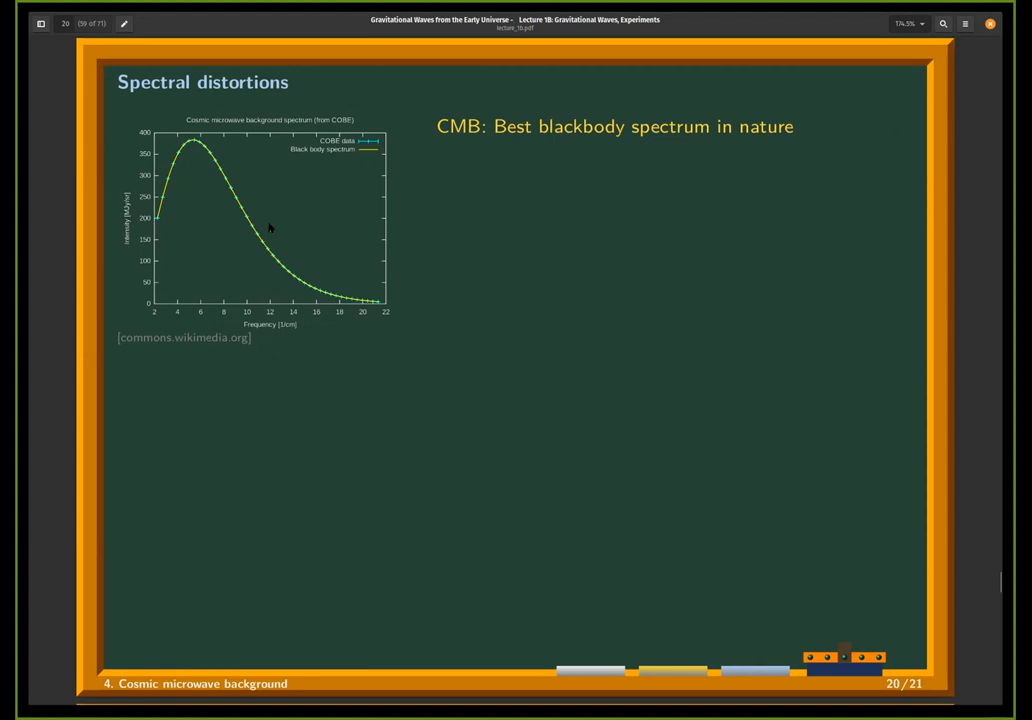 20 (59 of 71)
Gravitational Waves from the Early Universe - Lecture 1B: Gravitational Waves, Experiments
lecture_1b.pdf
174.5%
Spectral distortions
Cosmic microwave background spectrum (from COBE)
COBE data
Black body spectrum
400
350
300
250
200
150
100
50
0
Intensity [MJy/sr]
2 4 6 8 10 12 14 16 18 20 22
Frequency [1/cm]
[commons.wikimedia.org]
CMB: Best blackbody spectrum in nature
4. Cosmic microwave background
20/21